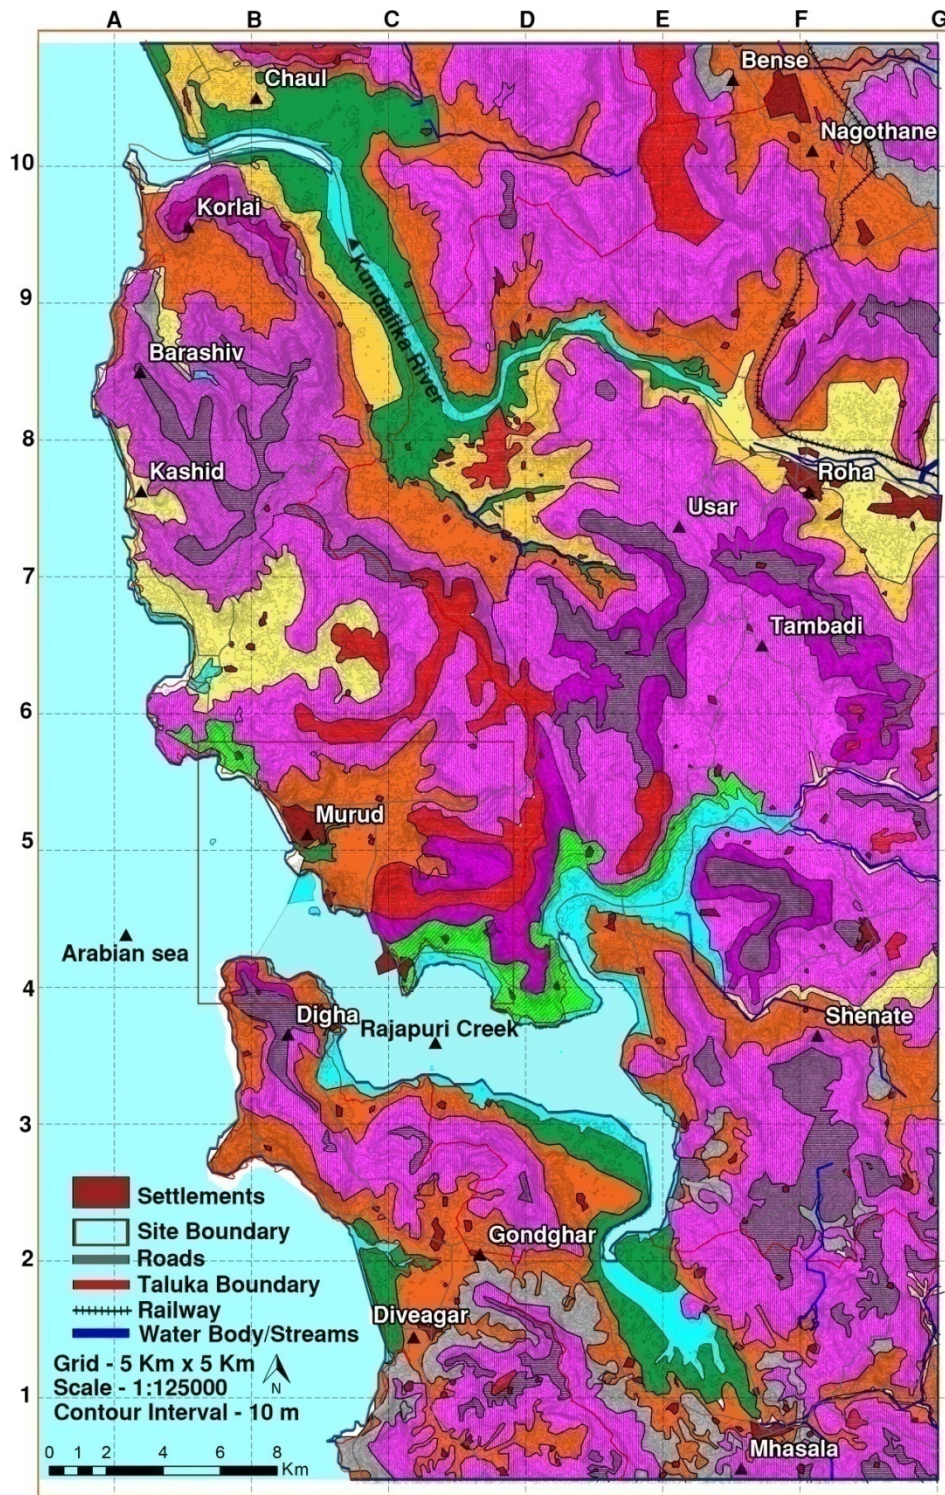 A B C D E F G
Bense
Chaul
Nagothane
10
Korlai
Kundalika River
9
Barashiv
8
Kashid
Roha
Usar
7
Tambadi
6
Murud
5
Arabian sea
4
Digha
Rajapuri Creek
Shenate
3
Settlements
Site Boundary
Gondghar
2
Roads
Taluka Boundary
Railway
Diveagar
Water Body/Streams
Grid - 5 Km x 5 Km
Scale - 1:125000
N
1
Contour Interval - 10 m
0 1 2 4 6 8
Km
Mhasala